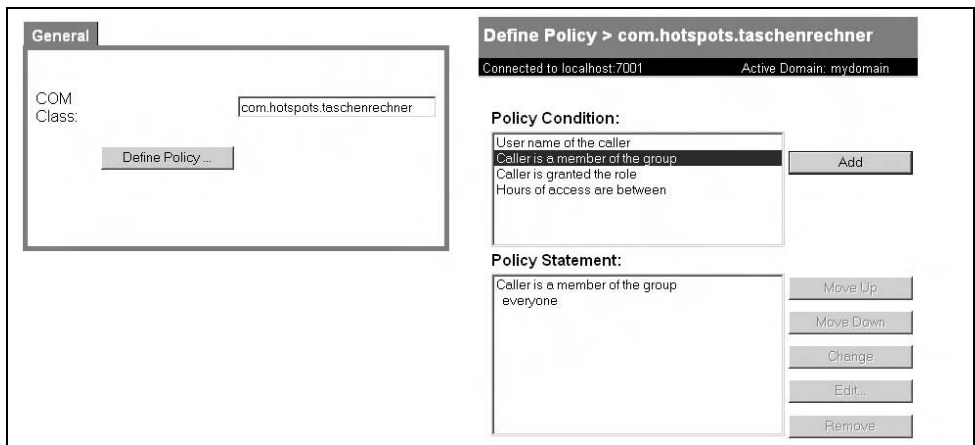 General
COM
Class:
com.hotspots.taschenrechner
Define Policy ...
Define Policy > com.hotspots.taschenrechner
Connected to localhost:7001 Active Domain: mydomain
Policy Condition:
User name of the caller
Caller is a member of the group
Caller is granted the role
Hours of access are between
Add
Policy Statement:
Caller is a member of the group
everyone
Move Up
Move Down
Change
Edit...
Remove